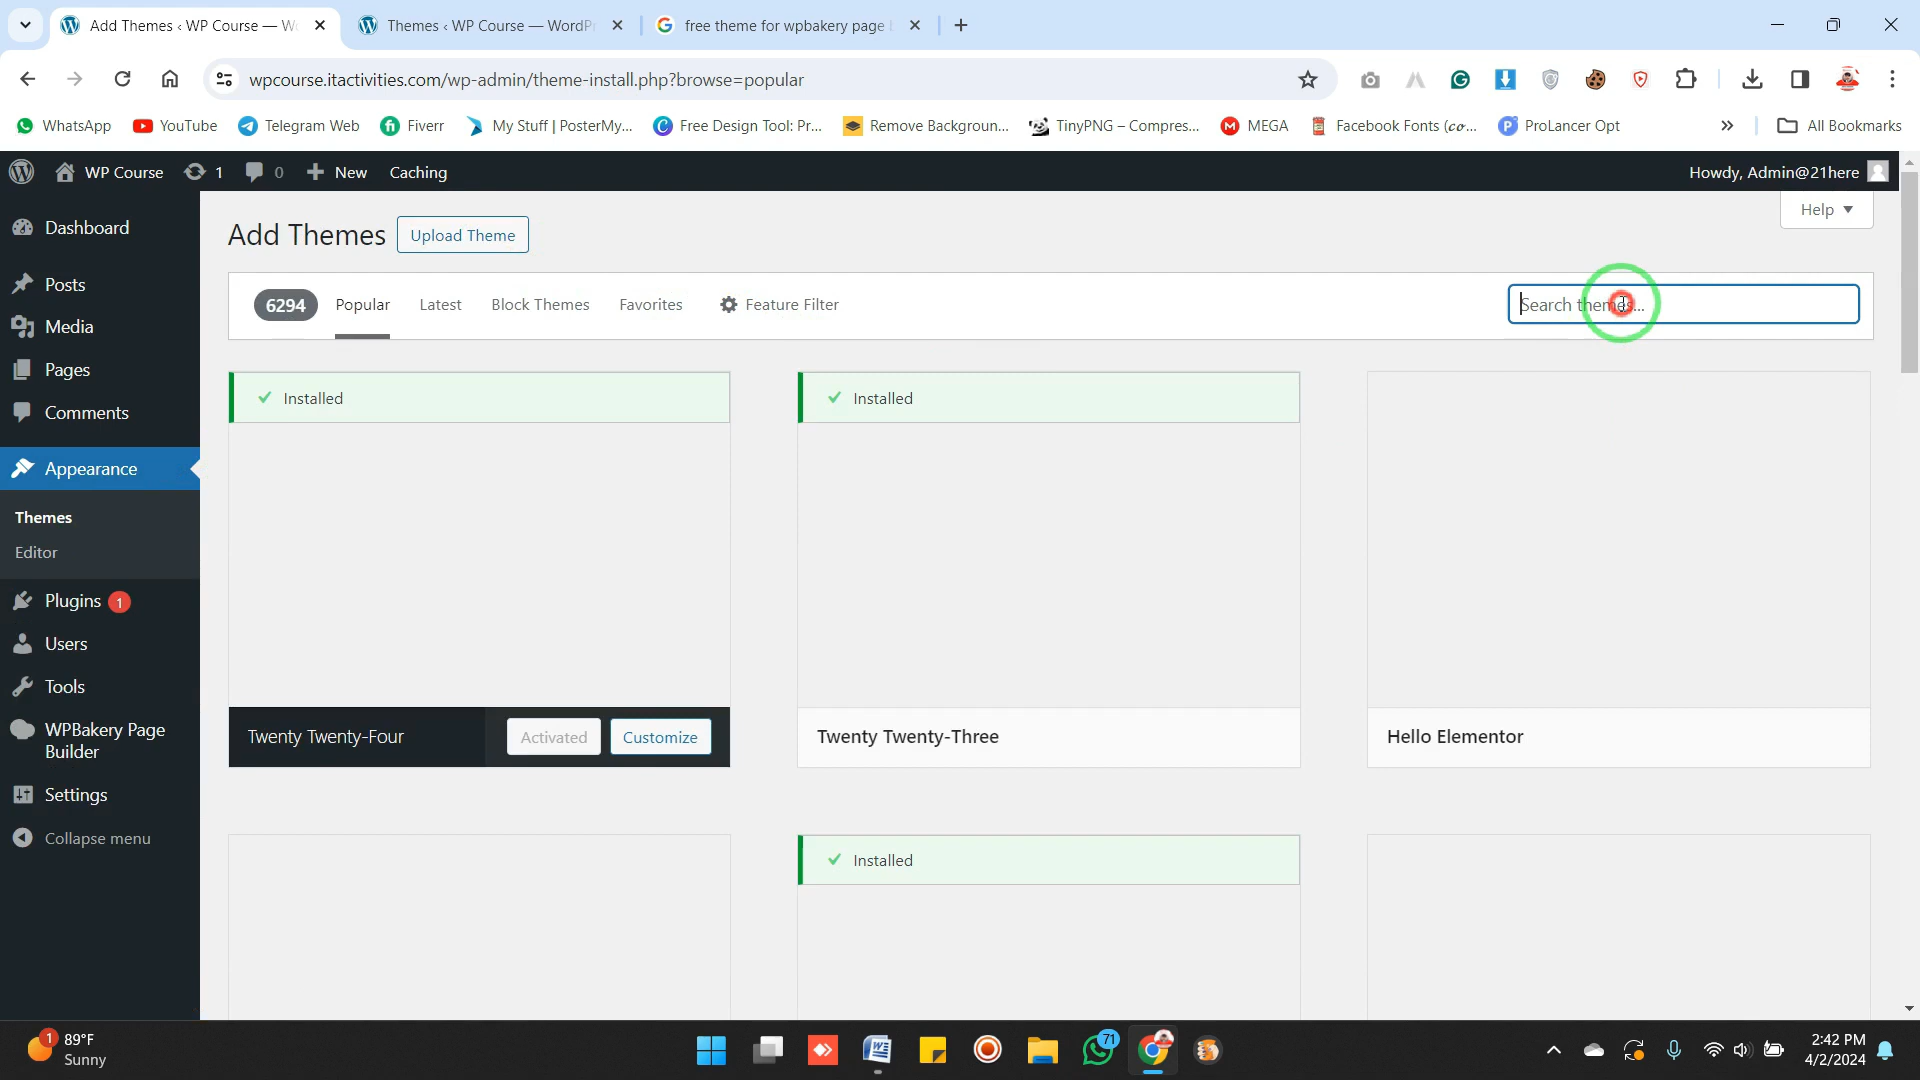 Add Themes ‹ WP Course — W
Themes ‹ WP Course — WordPr
free theme for wpbakery page b
wpcourse.itactivities.com/wp-admin/theme-install.php?browse=popular
WhatsApp
YouTube
Telegram Web
Fiverr
My Stuff | PosterMy...
Free Design Tool: Pr...
Remove Backgroun...
TinyPNG – Compres...
MEGA
Facebook Fonts (co...
ProLancer Opt
All Bookmarks
WP Course
1
0
New
Caching
Howdy, Admin@21here
Dashboard
Posts
Media
Pages
Comments
Appearance
Themes
Editor
Plugins 1
Users
Tools
WPBakery Page
Builder
Settings
Collapse menu
Add Themes
Upload Theme
Help
6294
Popular
Latest
Block Themes
Favorites
Feature Filter
Search themes...
Installed
Installed
Twenty Twenty-Four
Activated
Customize
Twenty Twenty-Three
Hello Elementor
Installed
1
89°F
Sunny
71
2:42 PM
4/2/2024